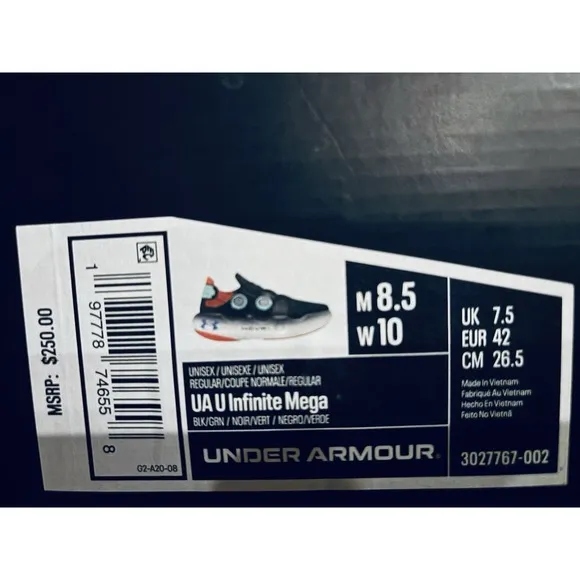 MSRP: $250.00
1 97778 74665 8
G2-A20-08
UNISEX / UNISEXE / UNISEX
REGULAR/COUPE NORMALE/REGULAR
UA U Infinite Mega
BLK/GRN / NOIR/VERT / NEGRO/VERDE
UNDER ARMOUR®
M 8.5
W 10
UK 7.5
EUR 42
CM 26.5
Made in Vietnam
Fabriqué Au Vietnam
Hecho En Vietnam
Feito No Vietnã
3027767-002